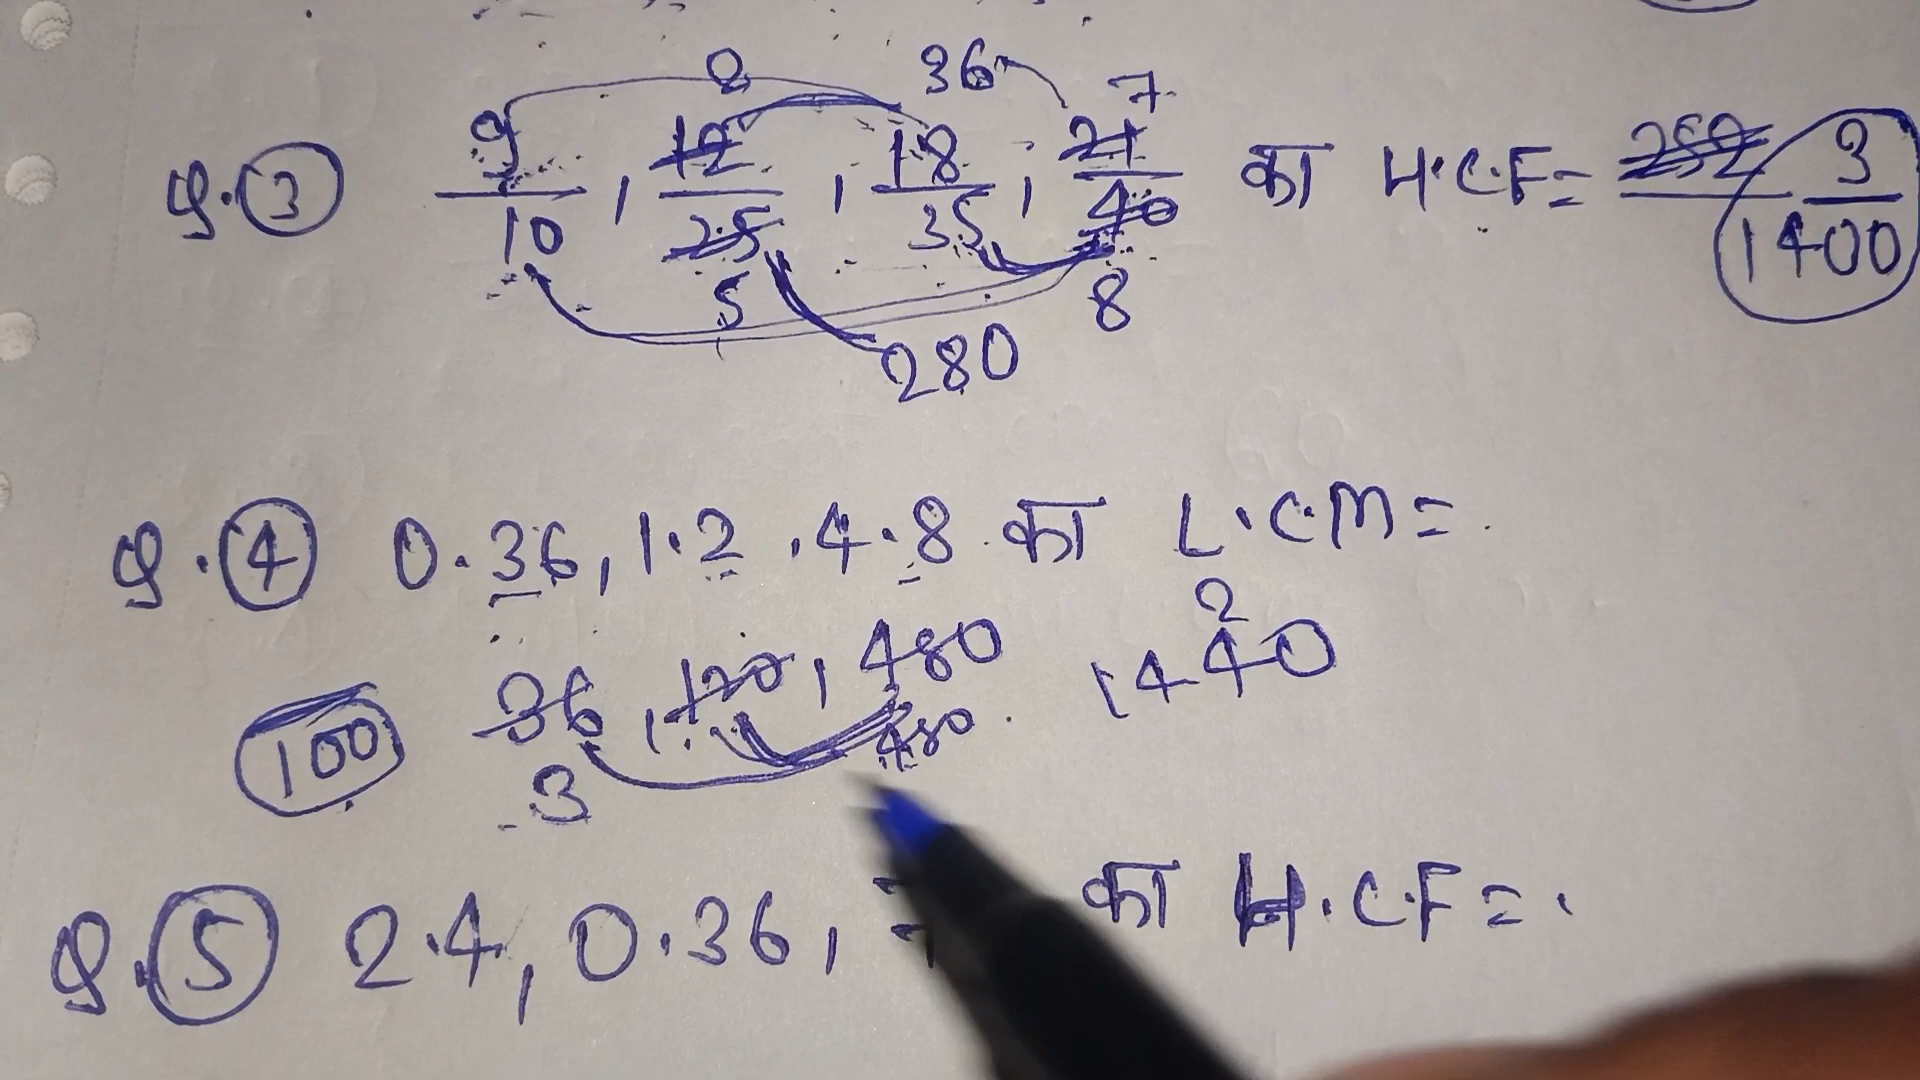 2 36 7
Q.3 9/10, 12/25, 18/35, 21/40 का H.C.F = 252 3/1400
5 8
280
Q.4 0.36, 1.2, 4.8 का L.C.M =
2
36, 120, 480 1440
100 480
3
Q.5 2.4, 0.36, का H.C.F =